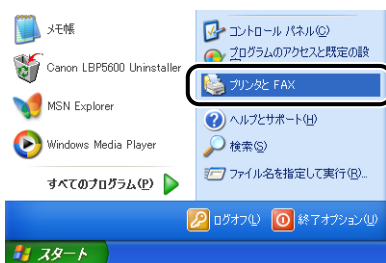 メモ帳
Canon LBP5600 Uninstaller
MSN Explorer
Windows Media Player
すべてのプログラム(P)
コントロール パネル(C)
プログラムのアクセスと既定の設
プリンタと FAX
ヘルプとサポート(H)
検索(S)
ファイル名を指定して実行(R)...
ログオフ(L)
終了オプション(U)
スタート